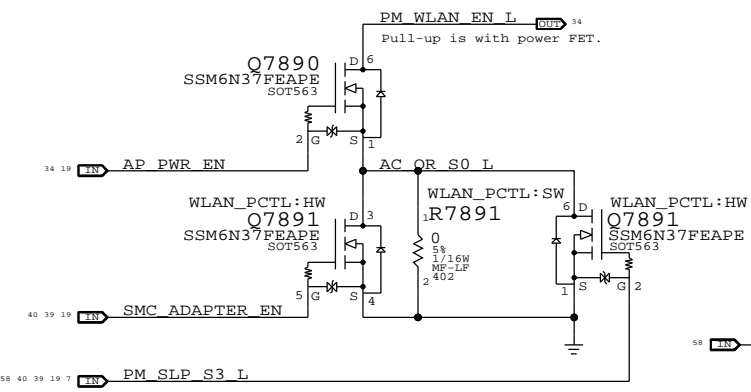 PM_WLAN_EN_L OUT 34
Pull-up is with power FET.
Q7890
SSM6N37FEAPE
SOT563
D 6
2 G S 1
34 19 IN AP_PWR_EN
AC_OR_S0_L
WLAN_PCTL:HW
Q7891
SSM6N37FEAPE
SOT563
D 3
5 G S 4
WLAN_PCTL:SW
1 R7891
0
5%
1/16W
MF-LF
2 402
WLAN_PCTL:HW
6 D Q7891
SSM6N37FEAPE
SOT563
1 S G 2
40 39 19 IN SMC_ADAPTER_EN
58 IN
58 40 39 19 7 IN PM_SLP_S3_L